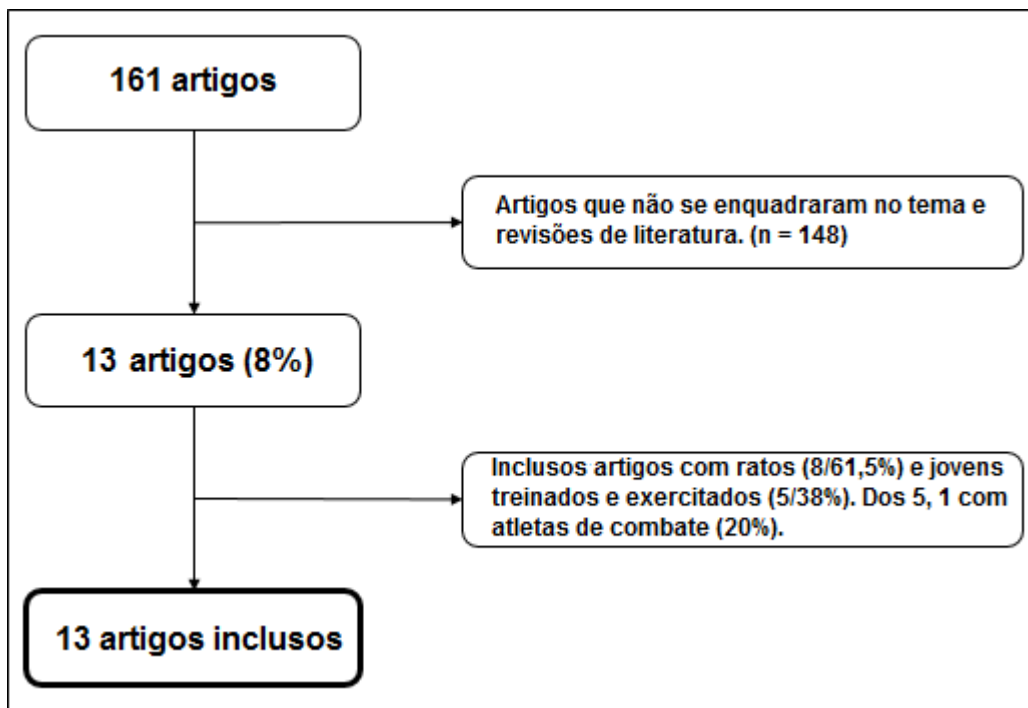 161 artigos
Artigos que não se enquadraram no tema e
revisões de literatura. (n = 148)
13 artigos (8%)
Inclusos artigos com ratos (8/61,5%) e jovens
treinados e exercitados (5/38%). Dos 5, 1 com
atletas de combate (20%).
13 artigos inclusos